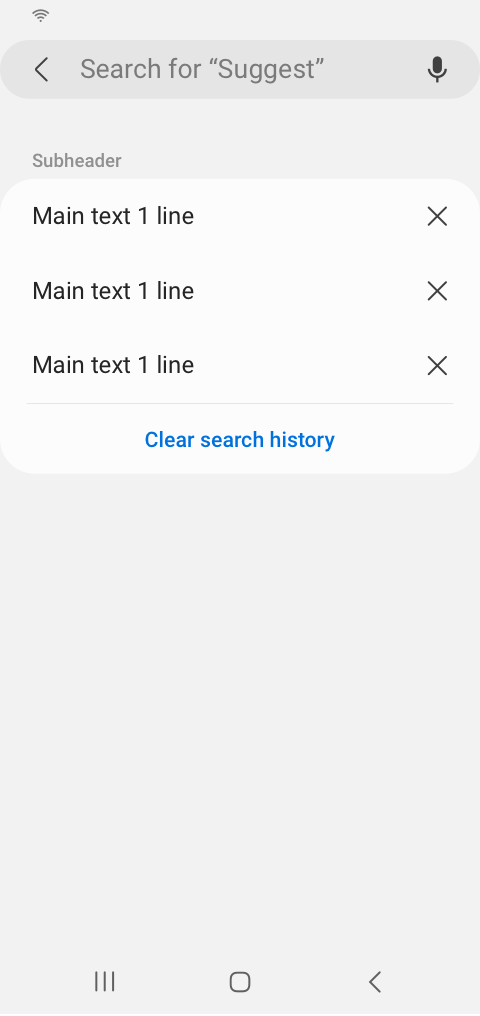 Search for “Suggest”
Subheader
Main text 1 line
Main text 1 line
Main text 1 line
Clear search history